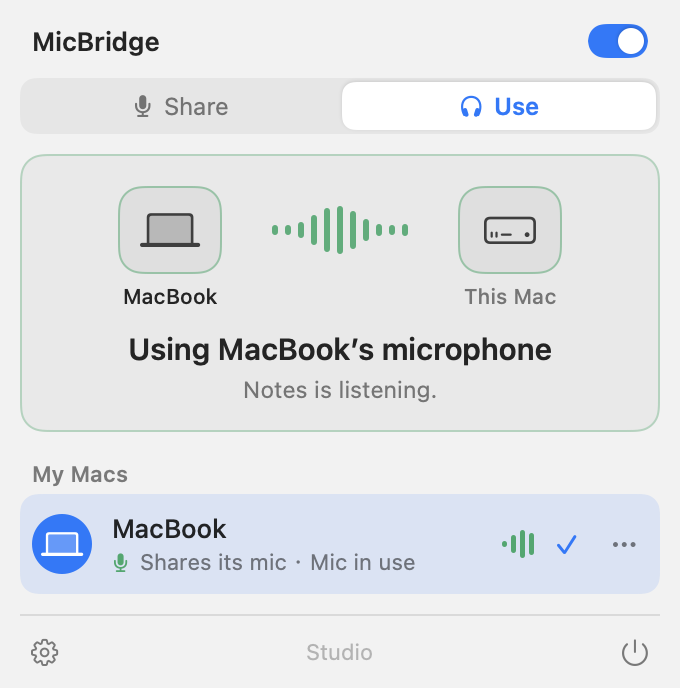 MicBridge
Share
Use
MacBook
This Mac
Using MacBook’s microphone
Notes is listening.
My Macs
MacBook
Shares its mic · Mic in use
Studio